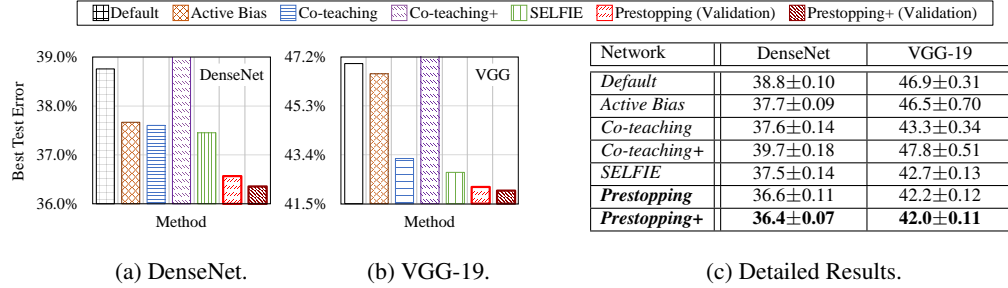 Default Active Bias Co-teaching Co-teaching+ SELFIE Prestopping (Validation) Prestopping+ (Validation)
Best Test Error
39.0%
38.0%
37.0%
36.0%
DenseNet
Method
(a) DenseNet.
47.2%
45.3%
43.4%
41.5%
VGG
Method
(b) VGG-19.
Network DenseNet VGG-19
Default 38.8±0.10 46.9±0.31
Active Bias 37.7±0.09 46.5±0.70
Co-teaching 37.6±0.14 43.3±0.34
Co-teaching+ 39.7±0.18 47.8±0.51
SELFIE 37.5±0.14 42.7±0.13
Prestopping 36.6±0.11 42.2±0.12
Prestopping+ 36.4±0.07 42.0±0.11
(c) Detailed Results.